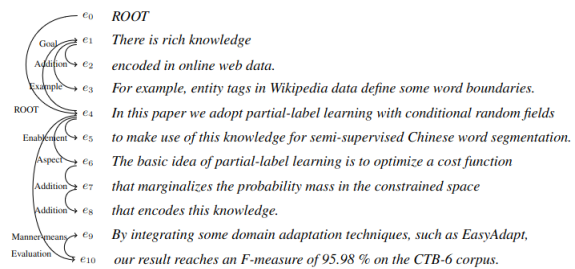 e0 ROOT
Goal e1 There is rich knowledge
Addition e2 encoded in online web data.
Example e3 For example, entity tags in Wikipedia data define some word boundaries.
ROOT e4 In this paper we adopt partial-label learning with conditional random fields
Enablement e5 to make use of this knowledge for semi-supervised Chinese word segmentation.
Aspect e6 The basic idea of partial-label learning is to optimize a cost function
Addition e7 that marginalizes the probability mass in the constrained space
Addition e8 that encodes this knowledge.
Manner-means e9 By integrating some domain adaptation techniques, such as EasyAdapt,
Evaluation e10 our result reaches an F-measure of 95.98 % on the CTB-6 corpus.